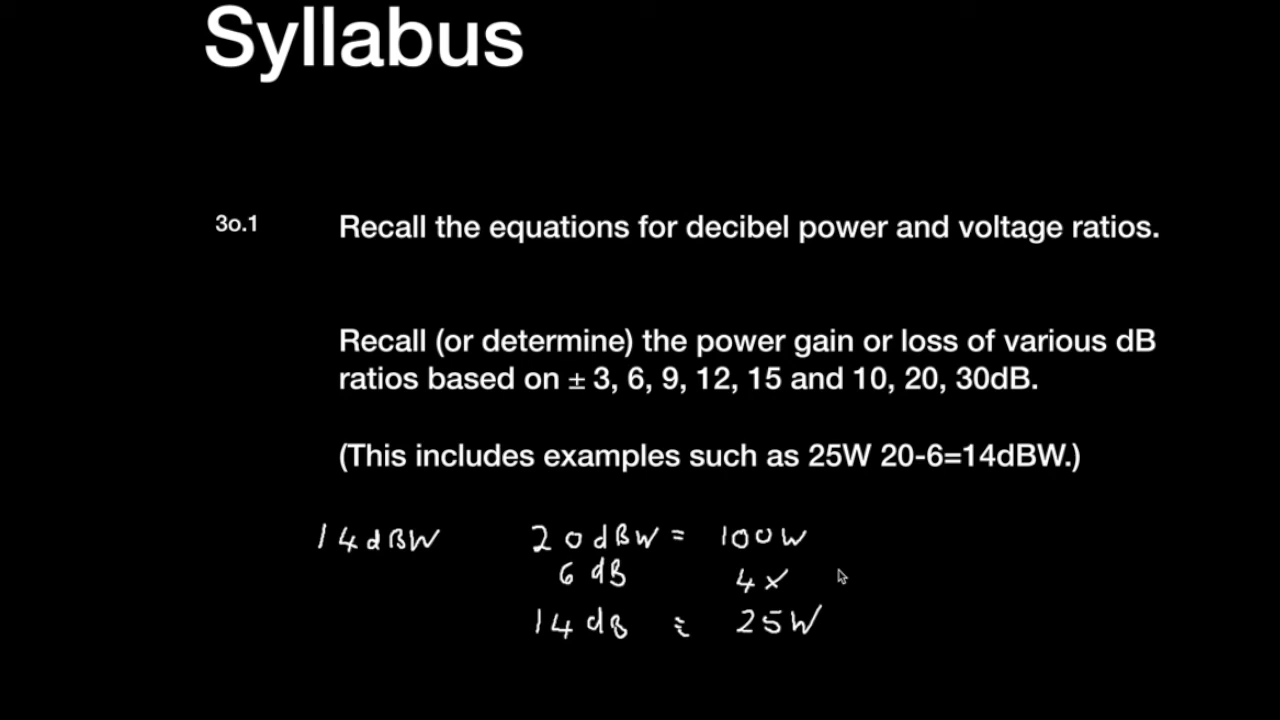 Syllabus
3o.1 Recall the equations for decibel power and voltage ratios.
Recall (or determine) the power gain or loss of various dB
ratios based on ± 3, 6, 9, 12, 15 and 10, 20, 30dB.
(This includes examples such as 25W 20-6=14dBW.)
14dBW 20dBW = 100W
6 dB 4x
14dB = 25W